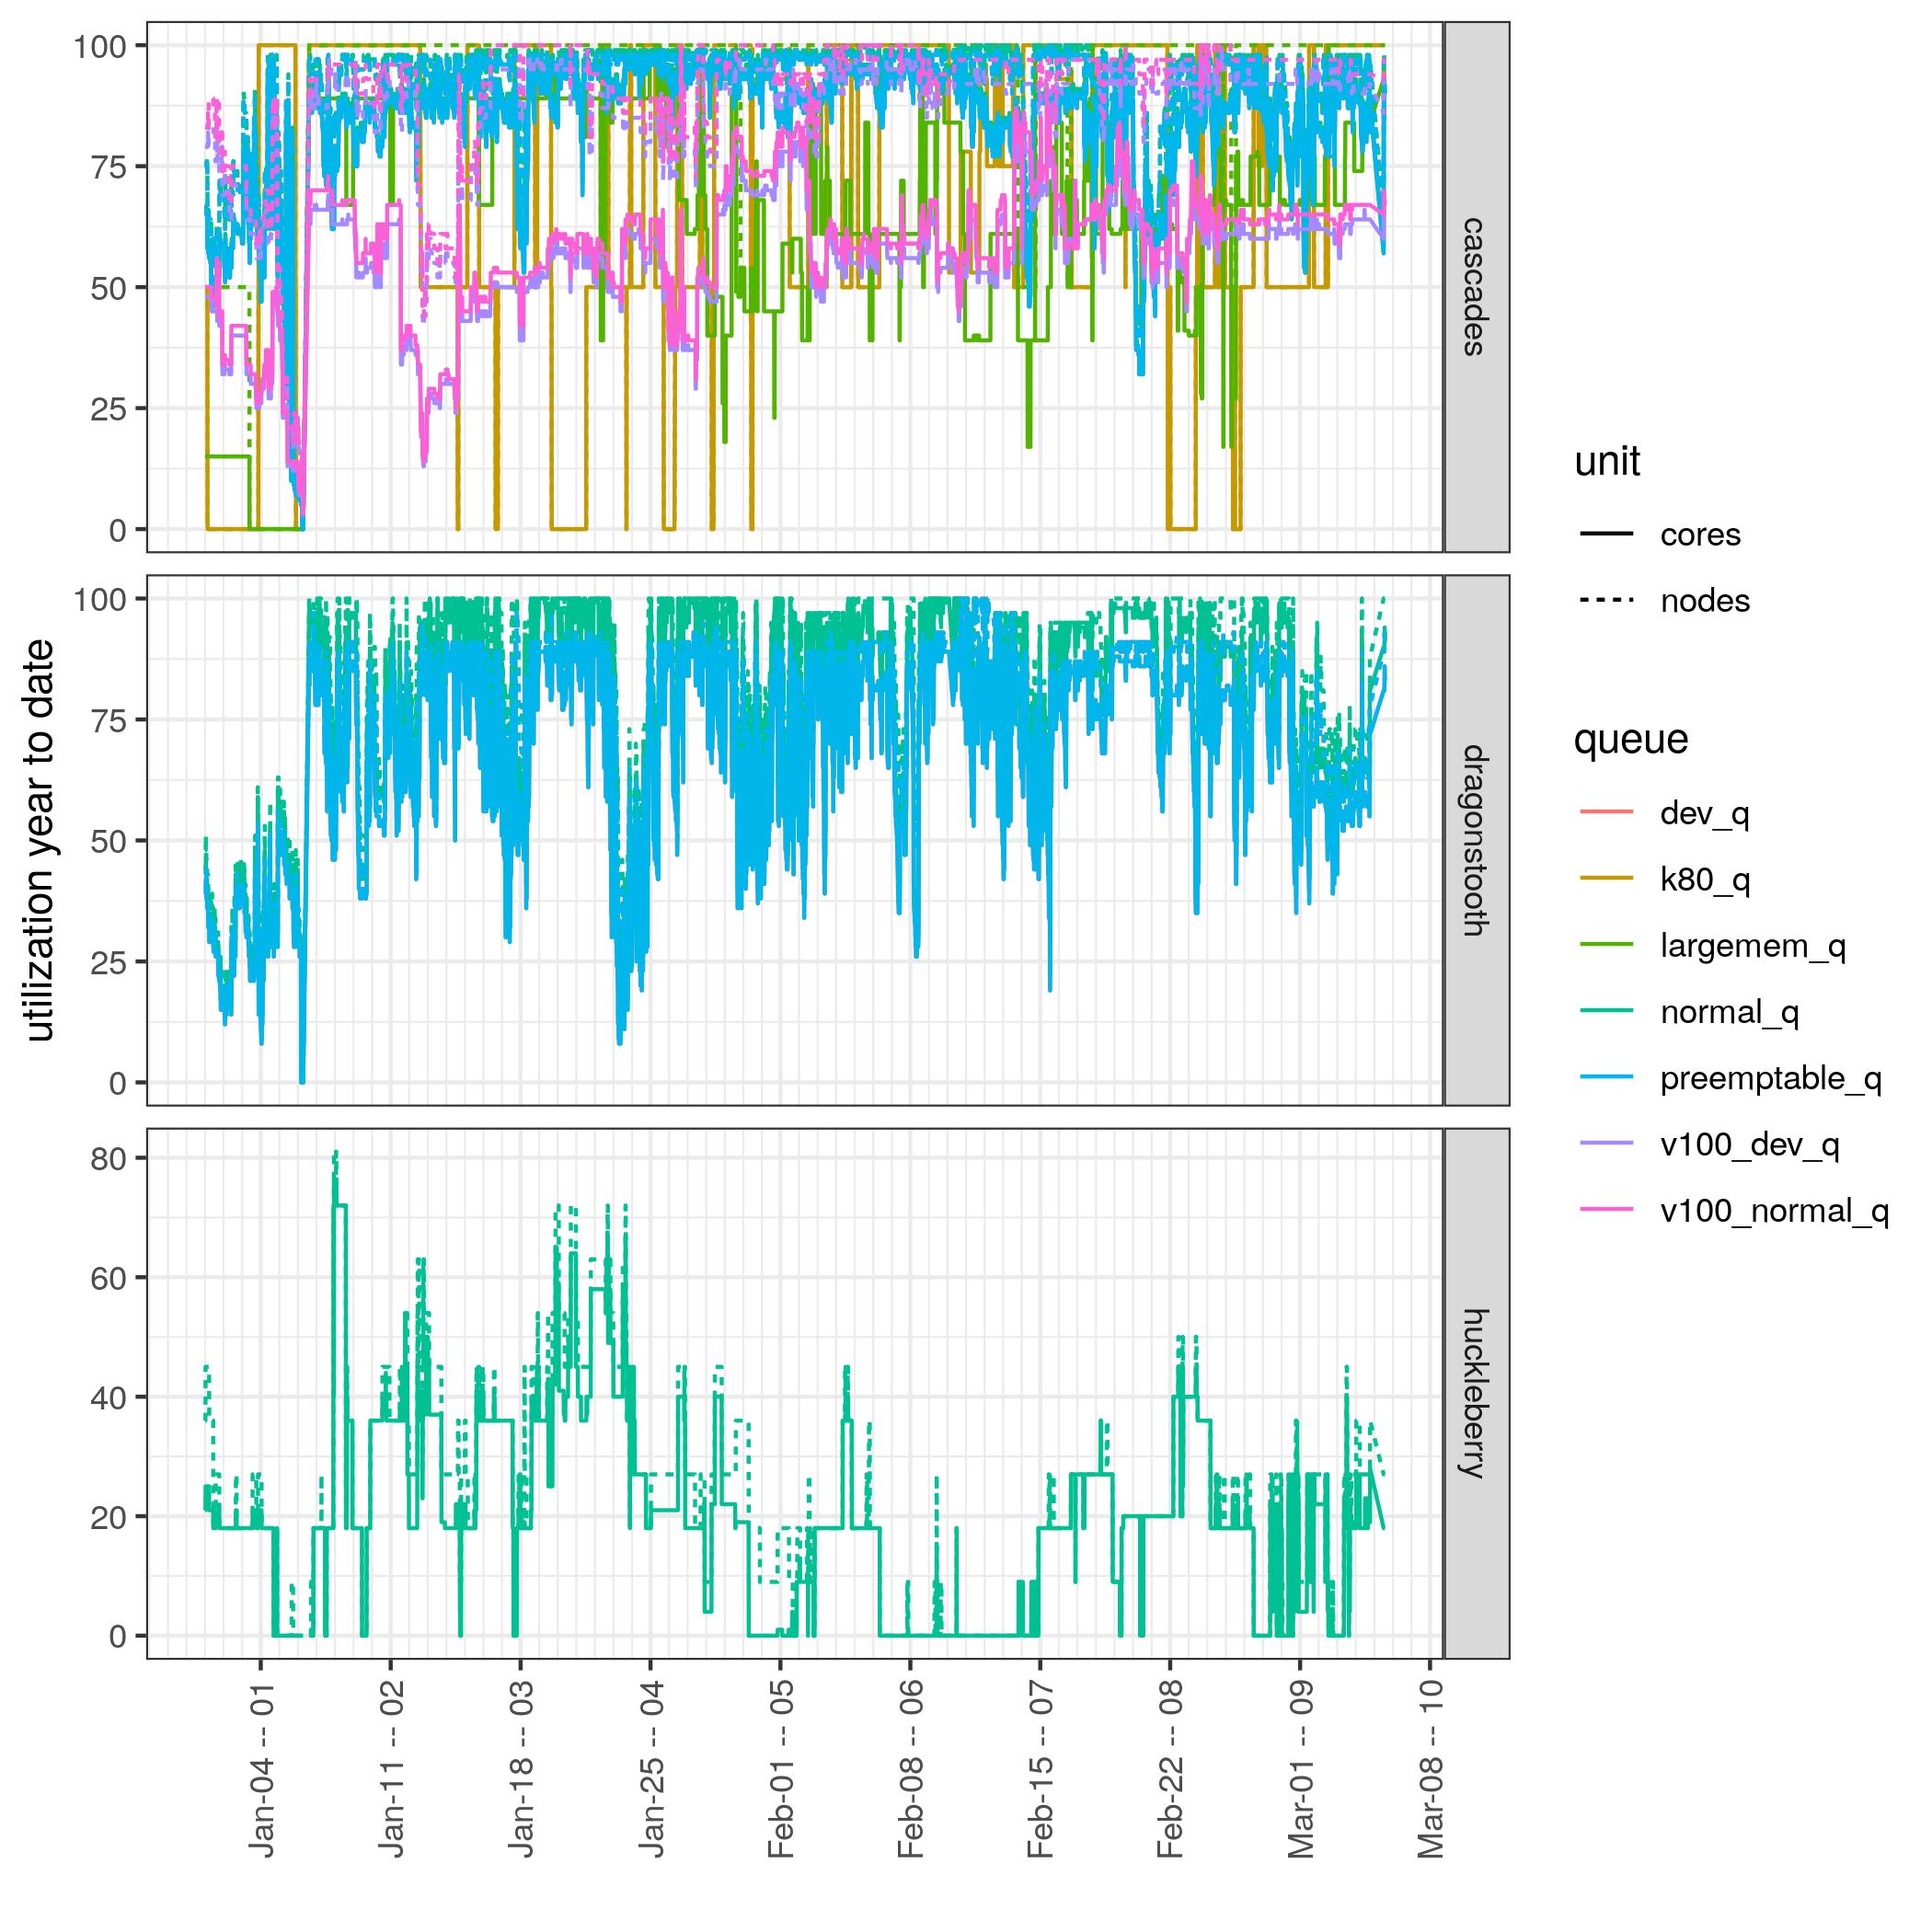 utilization year to date
100
75
50
25
0
cascades
100
75
50
25
0
dragonstooth
80
60
40
20
0
huckleberry
Jan-04 -- 01
Jan-11 -- 02
Jan-18 -- 03
Jan-25 -- 04
Feb-01 -- 05
Feb-08 -- 06
Feb-15 -- 07
Feb-22 -- 08
Mar-01 -- 09
Mar-08 -- 10
unit
cores
nodes
queue
dev_q
k80_q
largemem_q
normal_q
preemptable_q
v100_dev_q
v100_normal_q